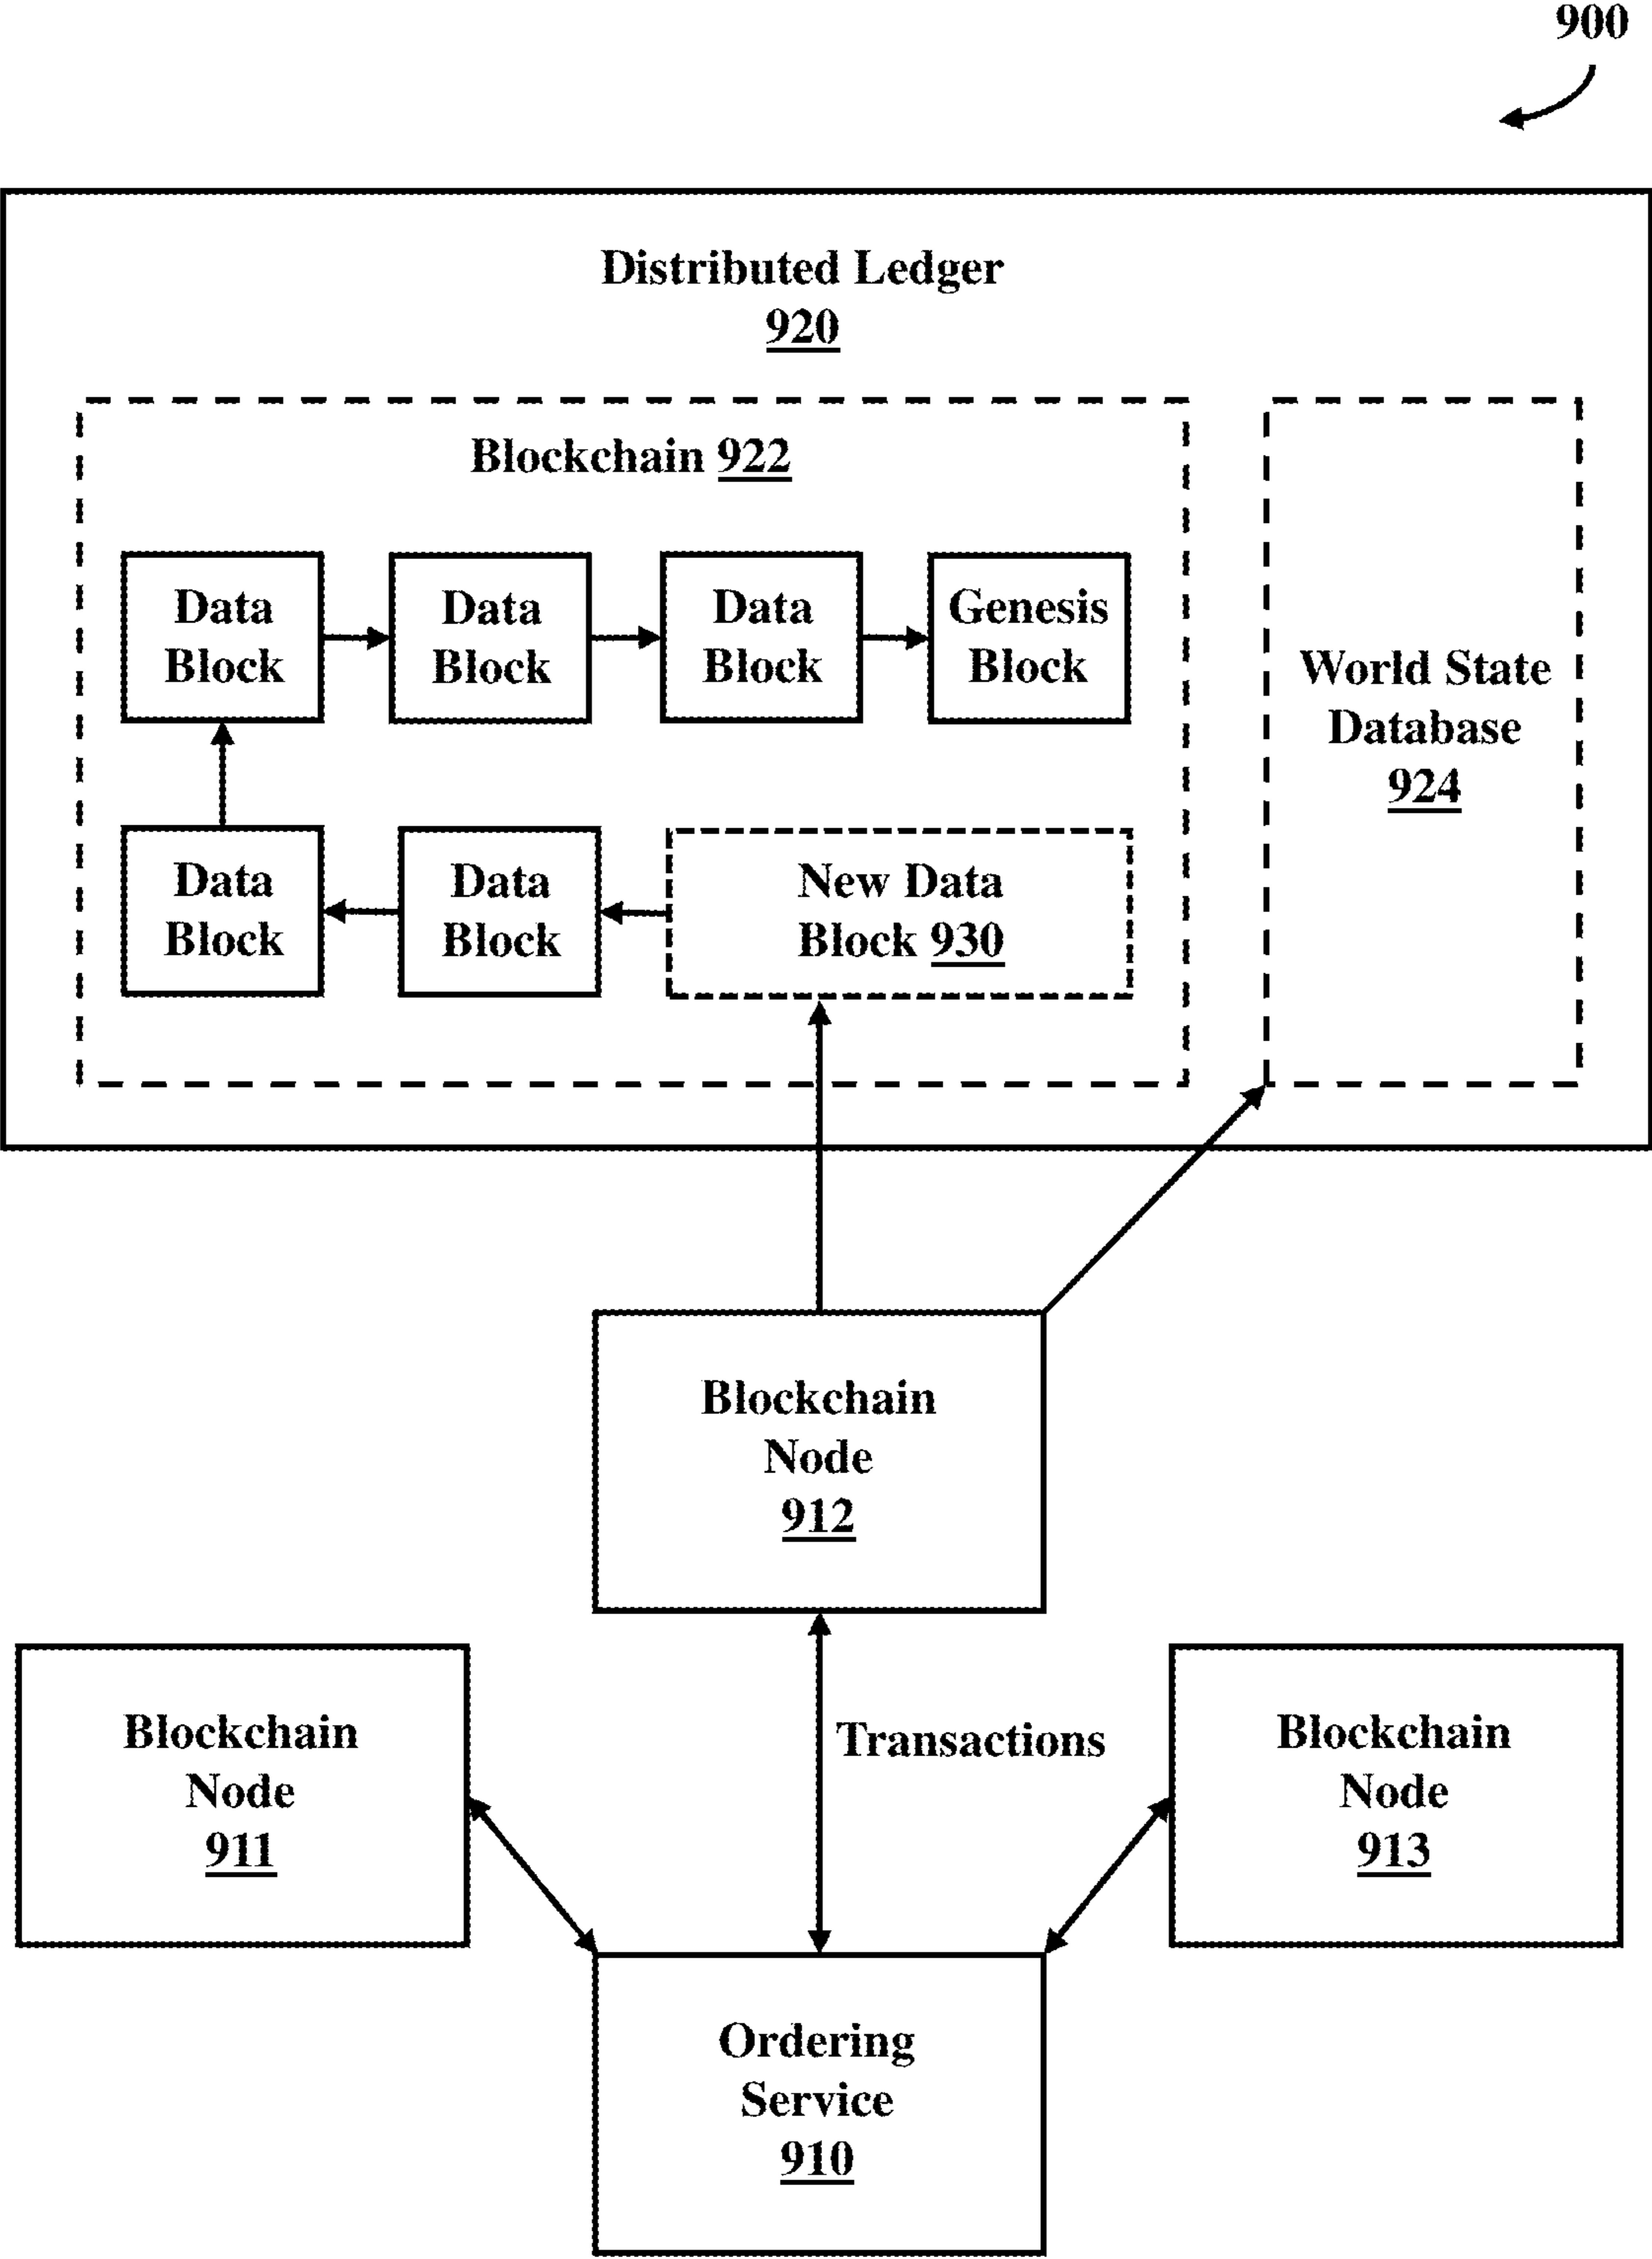 900
Distributed Ledger
920
Blockchain 922
Data
Block
Data
Block
Data
Block
Genesis
Block
World State
Database
924
Data
Block
Data
Block
New Data
Block 930
Blockchain
Node
912
Blockchain
Node
911
Transactions
Blockchain
Node
913
Ordering
Service
910